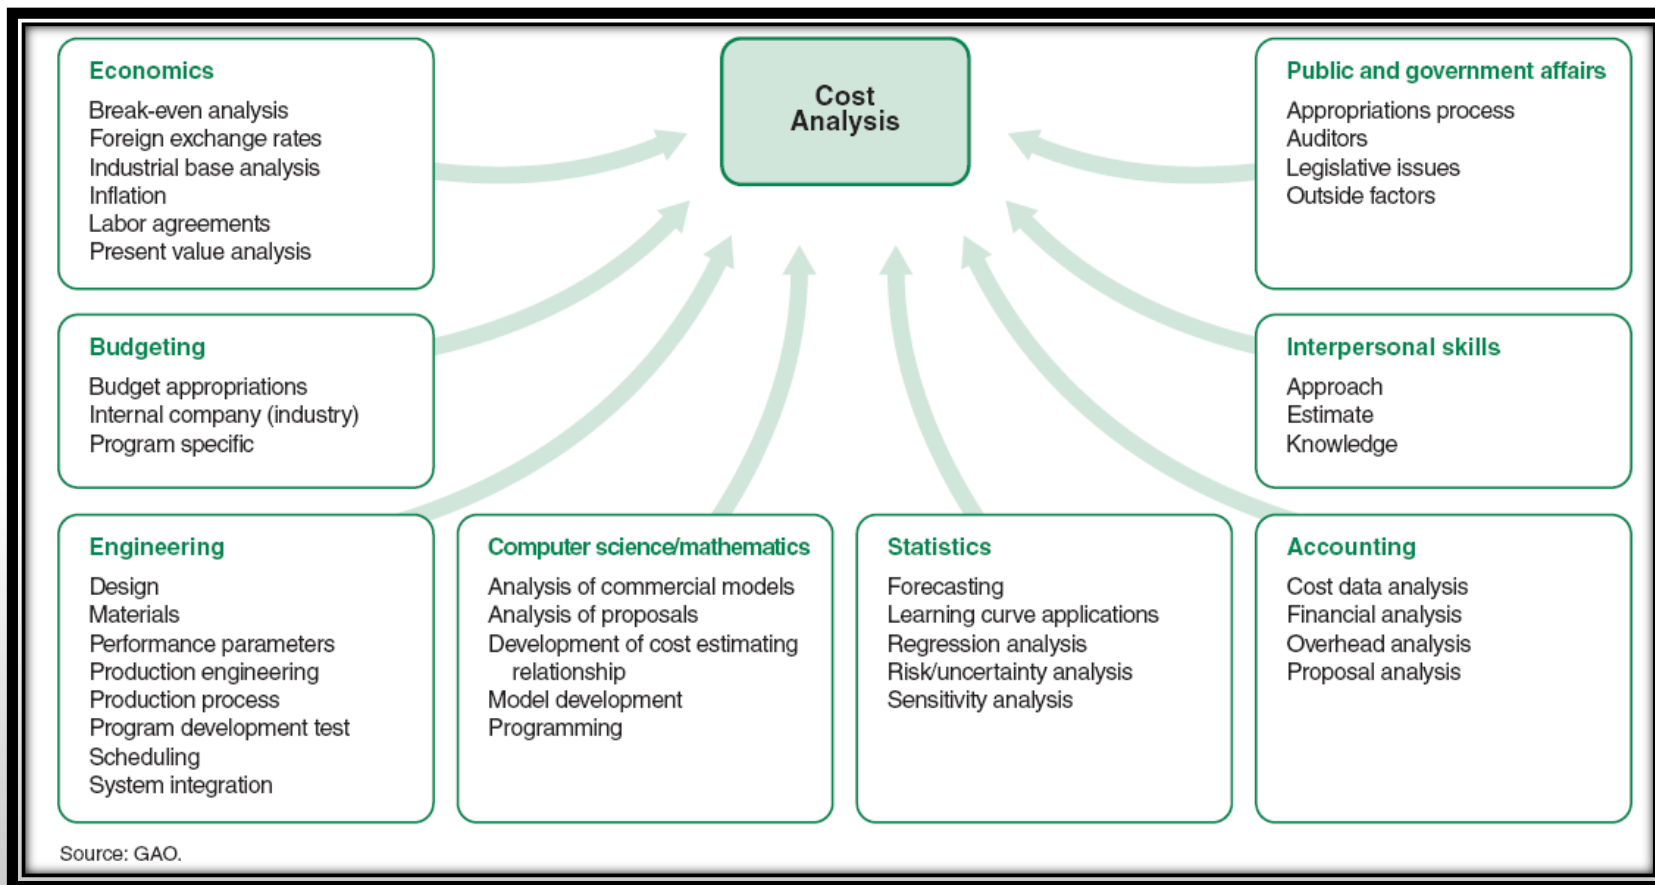 Economics
Break-even analysis
Foreign exchange rates
Industrial base analysis
Inflation
Labor agreements
Present value analysis
Cost
Analysis
Public and government affairs
Appropriations process
Auditors
Legislative issues
Outside factors
Budgeting
Budget appropriations
Internal company (industry)
Program specific
Interpersonal skills
Approach
Estimate
Knowledge
Engineering
Design
Materials
Performance parameters
Production engineering
Production process
Program development test
Scheduling
System integration
Computer science/mathematics
Analysis of commercial models
Analysis of proposals
Development of cost estimating
relationship
Model development
Programming
Statistics
Forecasting
Learning curve applications
Regression analysis
Risk/uncertainty analysis
Sensitivity analysis
Accounting
Cost data analysis
Financial analysis
Overhead analysis
Proposal analysis
Source: GAO.